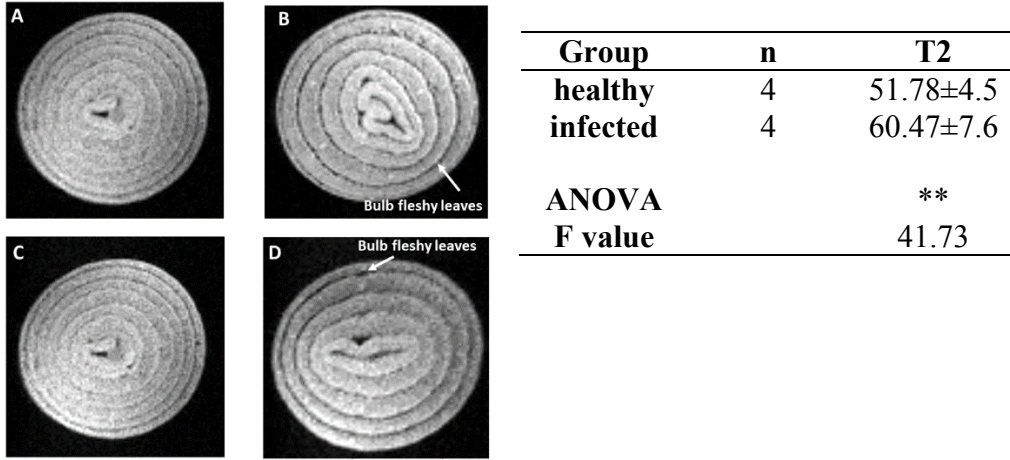 A
B
Bulb fleshy leaves
C
D
Bulb fleshy leaves
Group n T2
healthy 4 51.78±4.5
infected 4 60.47±7.6
ANOVA **
F value 41.73